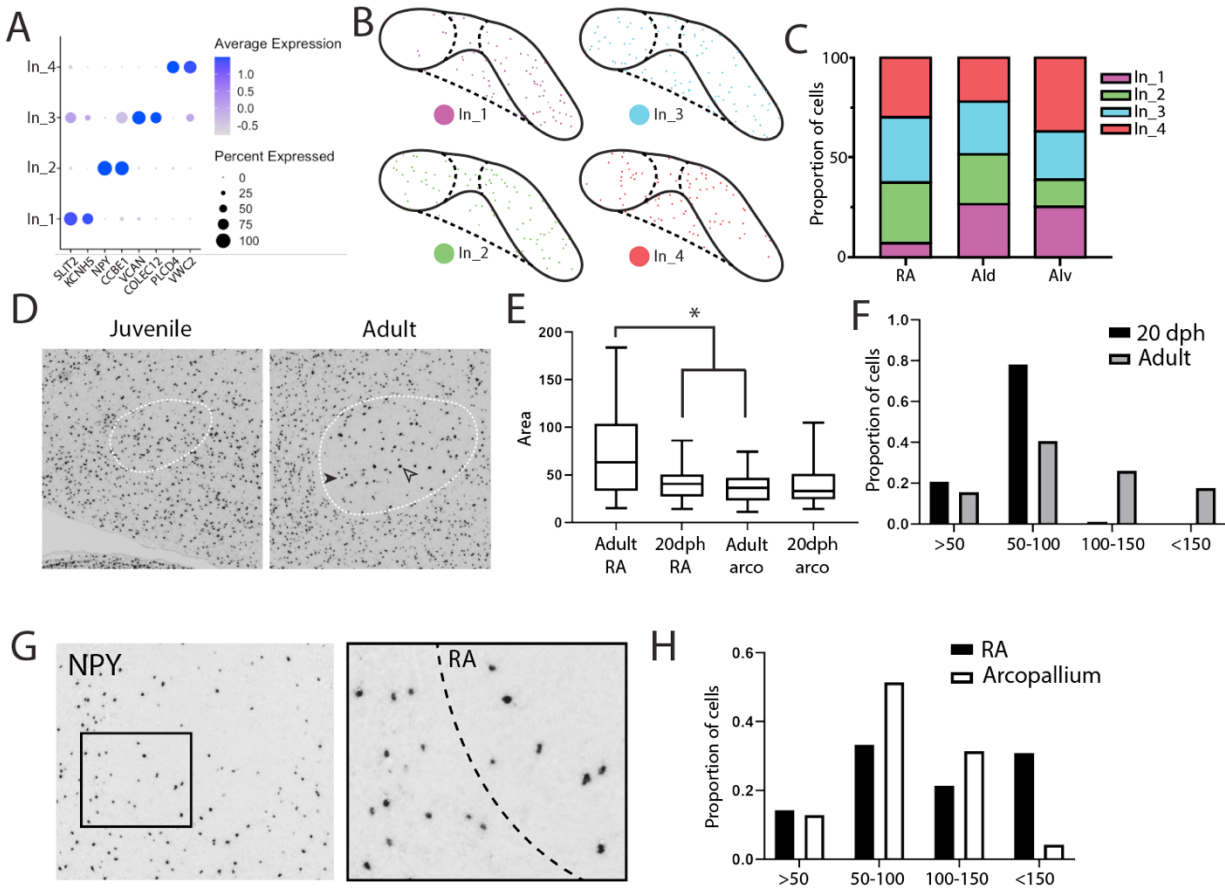 A
Average Expression
1.0
0.5
0.0
-0.5
Percent Expressed
0
25
50
75
100
In_4
In_3
In_2
In_1
SLIT2
KCNH5
NPY
CCBE1
VCAN
COLEC12
PLCD4
VWC2
B
In_1
In_3
In_2
In_4
C
Proportion of cells
100
50
0
RA
AId
AIv
In_1
In_2
In_3
In_4
D
Juvenile
Adult
E
*
Area
200
150
100
50
0
Adult RA
20dph RA
Adult arco
20dph arco
F
20 dph
Adult
Proportion of cells
1.0
0.8
0.6
0.4
0.2
0.0
>50
50-100
100-150
<150
G
NPY
RA
H
RA
Arcopallium
Proportion of cells
0.6
0.4
0.2
0.0
>50
50-100
100-150
<150